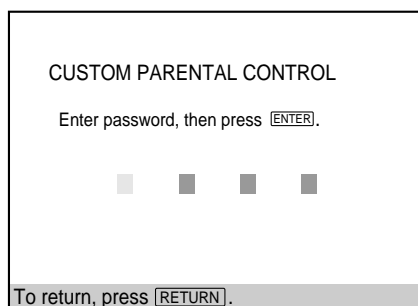 CUSTOM PARENTAL CONTROL
Enter password, then press ENTER.
To return, press RETURN.